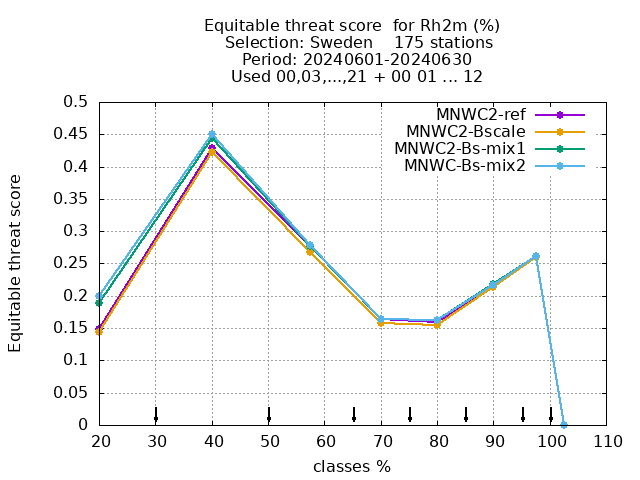 Equitable threat score  for Rh2m (%)
Selection: Sweden    175 stations
Period: 20240601-20240630
Used 00,03,...,21 + 00 01 ... 12
MNWC2-ref
MNWC2-Bscale
MNWC2-Bs-mix1
MNWC-Bs-mix2
Equitable threat score
0.5
0.45
0.4
0.35
0.3
0.25
0.2
0.15
0.1
0.05
0
20 30 40 50 60 70 80 90 100 110
classes %